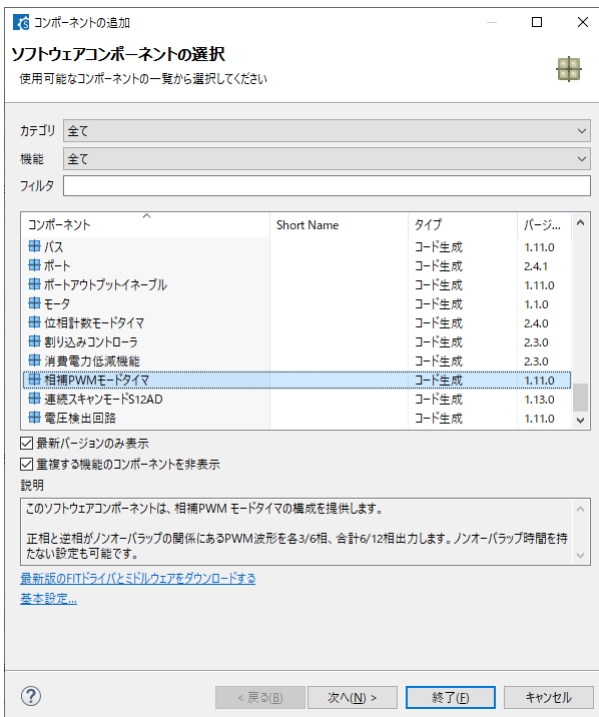 コンポーネントの追加
ソフトウェアコンポーネントの選択
使用可能なコンポーネントの一覧から選択してください
カテゴリ 全て
機能 全て
フィルタ
コンポーネント Short Name タイプ バージ...
バス コード生成 1.11.0
ポート コード生成 2.4.1
ポートアウトプットイネーブル コード生成 1.11.0
モータ コード生成 1.1.0
位相計数モードタイマ コード生成 2.4.0
割り込みコントローラ コード生成 2.3.0
消費電力低減機能 コード生成 2.3.0
相補PWMモードタイマ コード生成 1.11.0
連続スキャンモードS12AD コード生成 1.13.0
電圧検出回路 コード生成 1.11.0
最新バージョンのみ表示
重複する機能のコンポーネントを非表示
説明
このソフトウェアコンポーネントは、相補PWM モードタイマの構成を提供します。
正相と逆相がノンオーバラップの関係にあるPWM波形を各3/6相、合計6/12相出力します。ノンオーバラップ時間を持
たない設定も可能です。
最新版のFITドライバとミドルウェアをダウンロードする
基本設定...
< 戻る(B) 次へ(N) > 終了(F) キャンセル